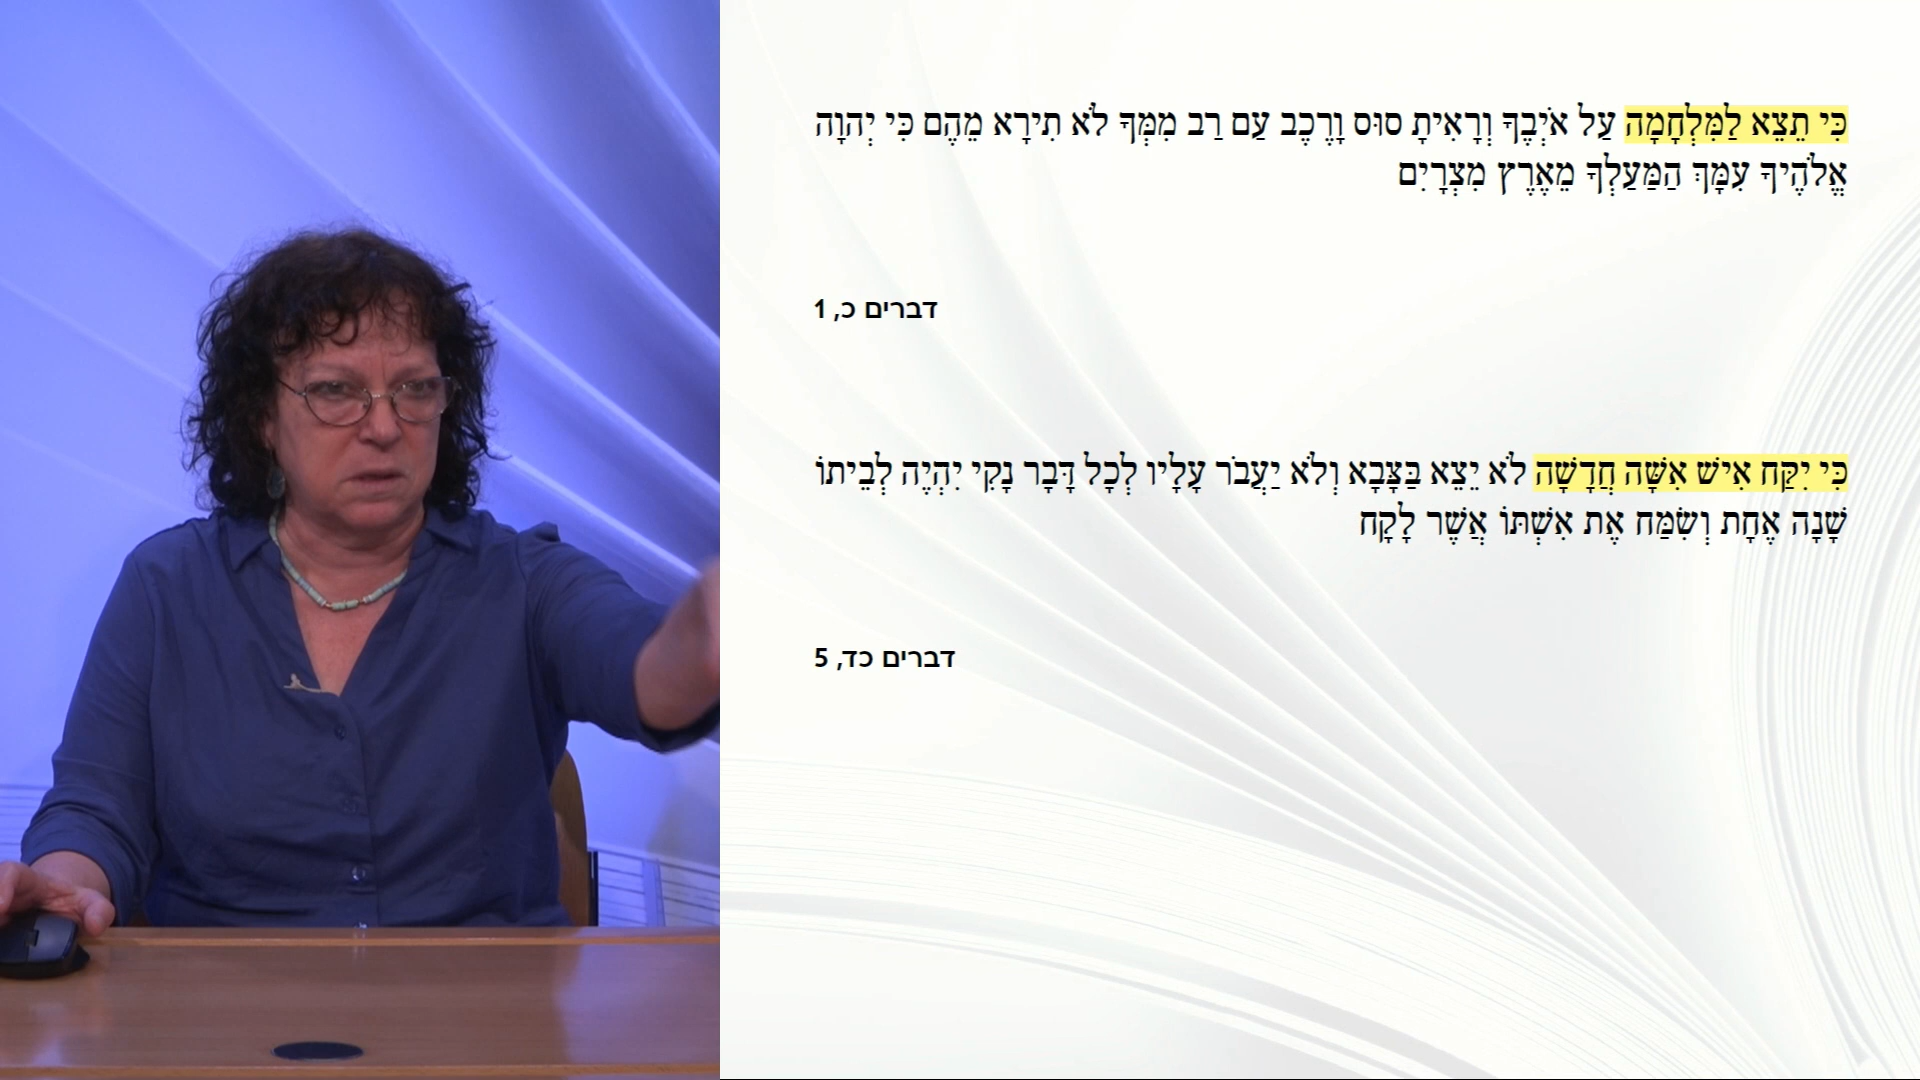 כִּי תֵצֵא לַמִּלְחָמָה עַל אֹיְבֶךָ וְרָאִיתָ סוּס וָרֶכֶב עַם רַב מִמְּךָ לֹא תִירָא מֵהֶם כִּי יְהוָה
אֱלֹהֶיךָ עִמָּךְ הַמַּעַלְךָ מֵאֶרֶץ מִצְרָיִם
דברים כ, 1
כִּי יִקַּח אִישׁ אִשָּׁה חֲדָשָׁה לֹא יֵצֵא בַּצָּבָא וְלֹא יַעֲבֹר עָלָיו לְכָל דָּבָר נָקִי יִהְיֶה לְבֵיתוֹ
שָׁנָה אֶחָת וְשִׂמַּח אֶת אִשְׁתּוֹ אֲשֶׁר לָקָח
דברים כד, 5